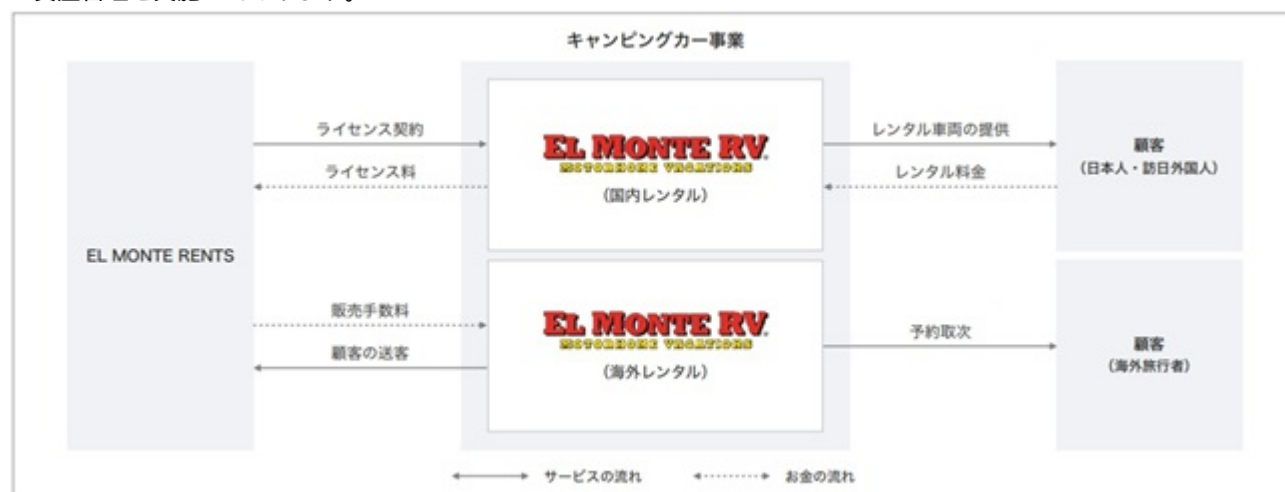 キャンピングカー事業
EL MONTE RENTS
ライセンス契約
ライセンス料
EL MONTE RV
MOTORHOME VACATIONS
(国内レンタル)
レンタル車両の提供
レンタル料金
顧客
(日本人・訪日外国人)
販売手数料
顧客の送客
EL MONTE RV
MOTORHOME VACATIONS
(海外レンタル)
予約取次
顧客
(海外旅行者)
サービスの流れ
お金の流れ